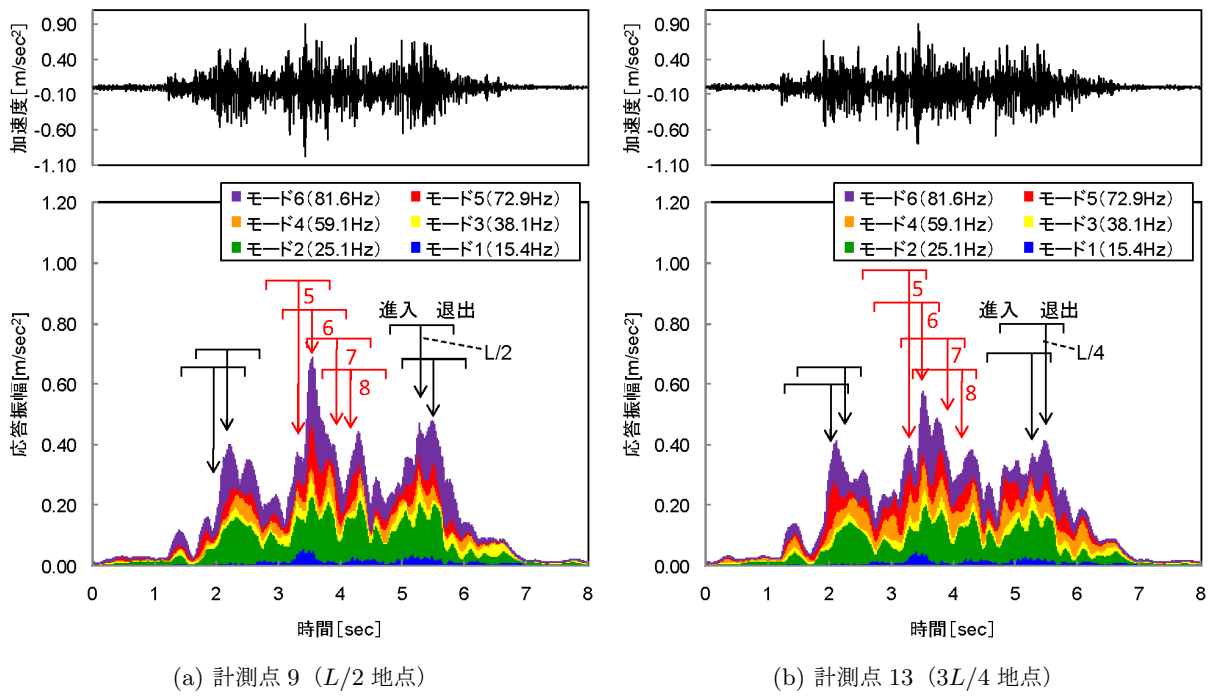 加速度[m/sec²]
0.90
0.40
-0.10
-0.60
-1.10
応答振幅[m/sec²]
1.20
1.00
0.80
0.60
0.40
0.20
0.00
モード6(81.6Hz) モード5(72.9Hz)
モード4(59.1Hz) モード3(38.1Hz)
モード2(25.1Hz) モード1(15.4Hz)
5
6
7
8
進入 退出
L/2
0 1 2 3 4 5 6 7 8
時間[sec]
(a) 計測点 9（L/2 地点）
加速度[m/sec²]
0.90
0.40
-0.10
-0.60
-1.10
応答振幅[m/sec²]
1.20
1.00
0.80
0.60
0.40
0.20
0.00
モード6(81.6Hz) モード5(72.9Hz)
モード4(59.1Hz) モード3(38.1Hz)
モード2(25.1Hz) モード1(15.4Hz)
5
6
7
8
進入 退出
L/4
0 1 2 3 4 5 6 7 8
時間[sec]
(b) 計測点 13（3L/4 地点）